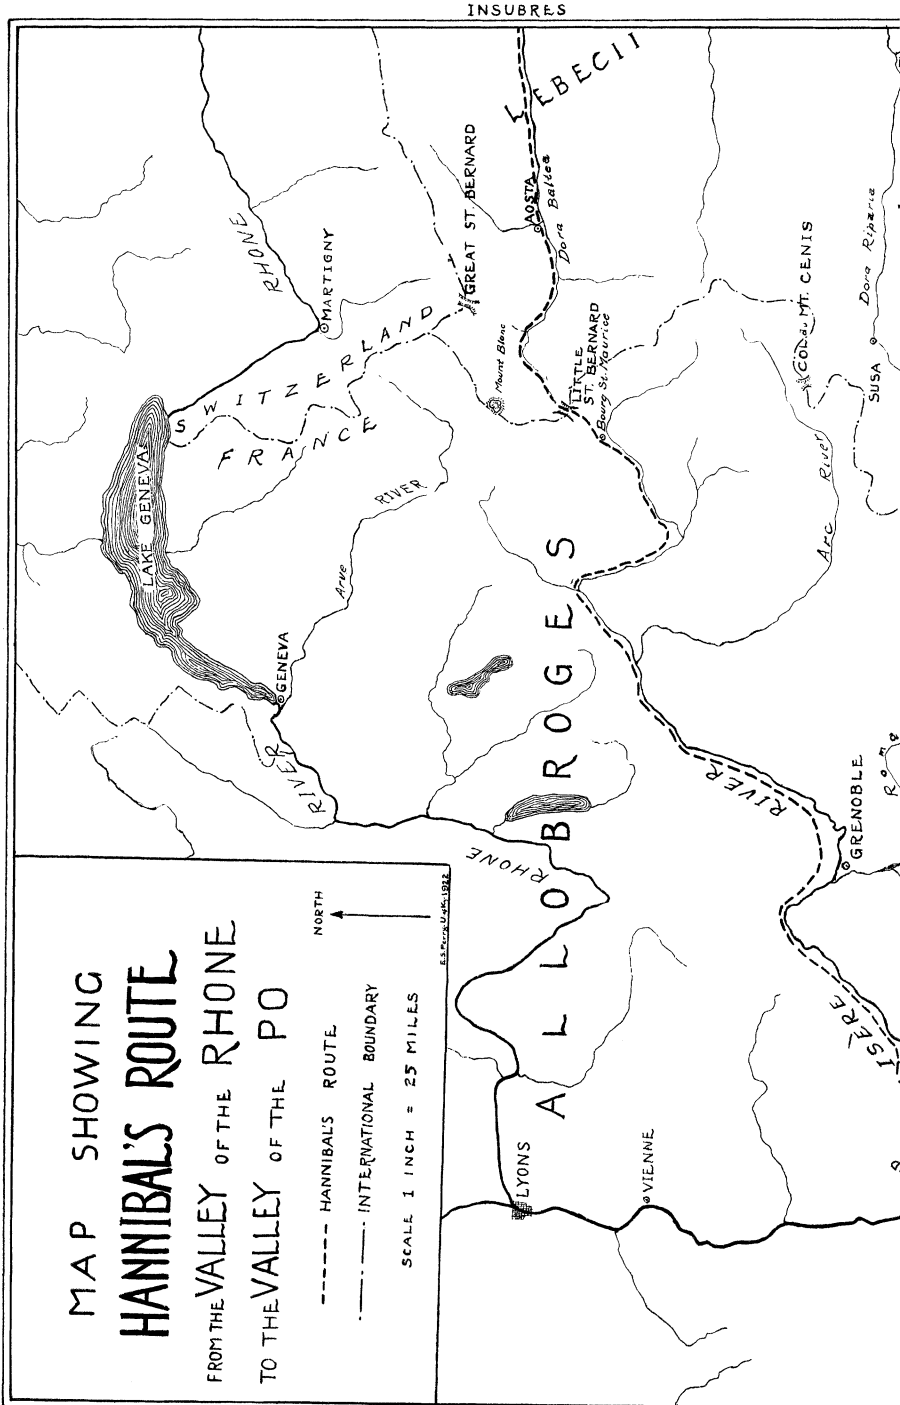 INSUBRES
MAP SHOWING
HANNIBAL'S ROUTE
FROM THE VALLEY OF THE RHONE
TO THE VALLEY OF THE PO
HANNIBAL'S ROUTE
INTERNATIONAL BOUNDARY
SCALE 1 INCH = 25 MILES
NORTH
1922
LAKE GENEVA
GENEVA
RHONE
MARTIGNY
SWITZERLAND
FRANCE
Arve RIVER
GREAT ST. BERNARD
Mount Blanc
LEBECII
AOSTA
Dora Baltea
LITTLE
ST. BERNARD
Bourg St. Maurice
COL du MT. CENIS
Dora Riparia
SUSA
Arc River
RIVER
RHONE
ALLOBROGES
ISERE RIVER
GRENOBLE
LYONS
VIENNE